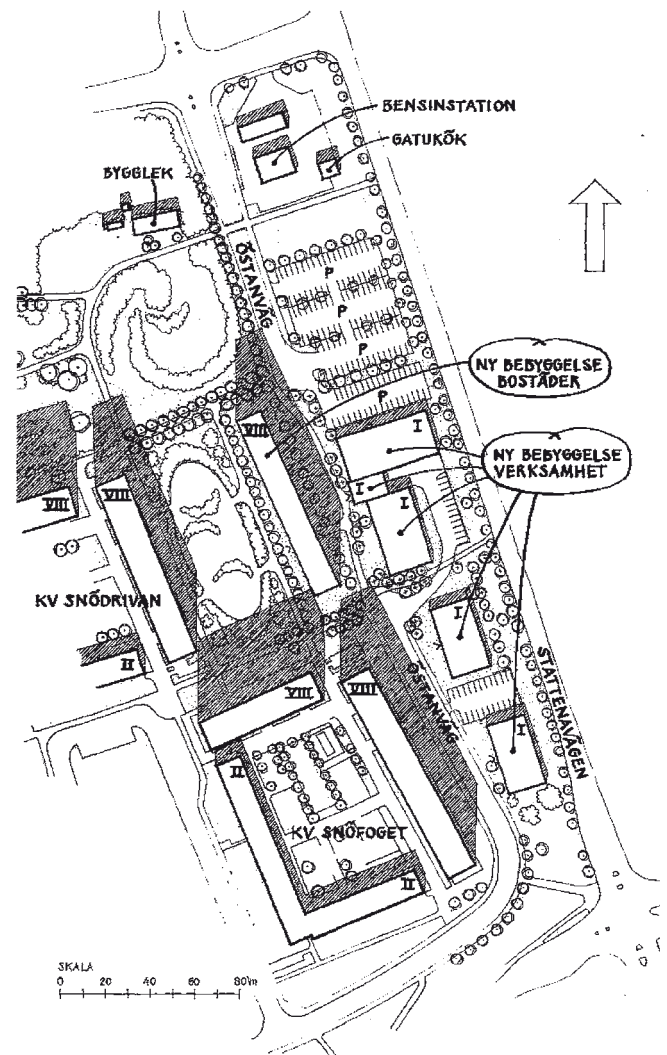 BENSINSTATION
GATUKÖK
BYGGLEK
ÖSTANVÄG
P
P
P
P
NY BEBYGGELSE
BOSTÄDER
NY BEBYGGELSE
VERKSAMHET
VIII
I
I
I
VIII
VIII
KV SNÖDRIVAN
II
I
VIII
VIII
ÖSTANVÄG
STATTENAVÄGEN
I
II
KV. SNÖFOGET
II
SKALA
0 20 40 60 80m